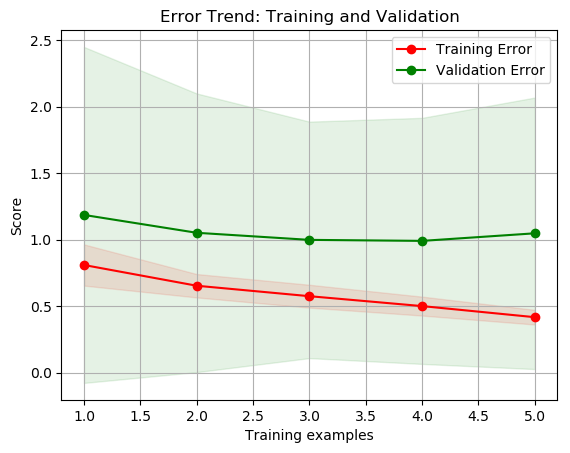 Error Trend: Training and Validation
2.5
2.0
1.5
1.0
0.5
0.0
Score
Training Error
Validation Error
1.0 1.5 2.0 2.5 3.0 3.5 4.0 4.5 5.0
Training examples